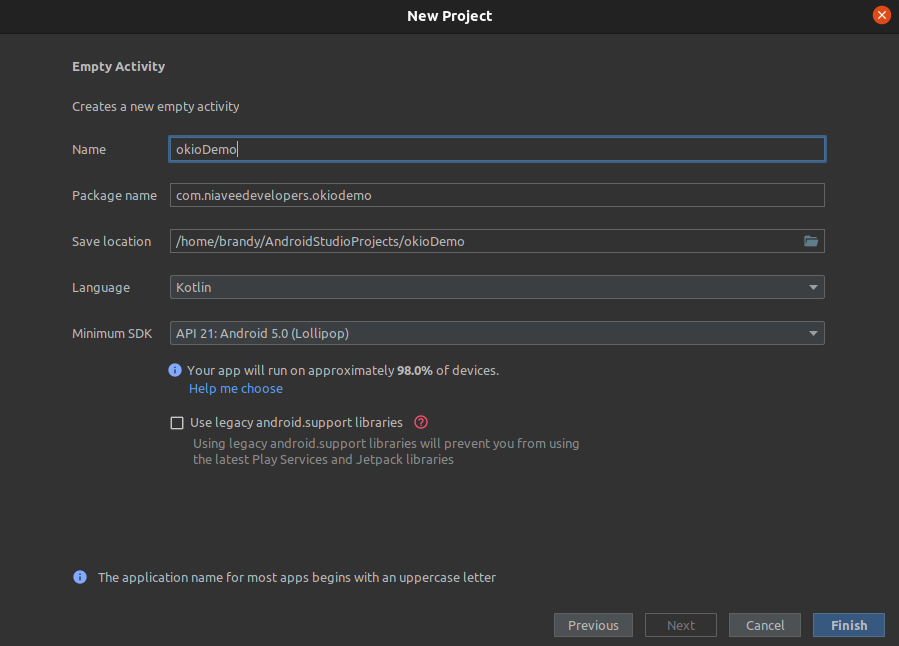 New Project
Empty Activity
Creates a new empty activity
Name okioDemo
Package name com.niaveedevelopers.okiodemo
Save location /home/brandy/AndroidStudioProjects/okioDemo
Language Kotlin
Minimum SDK API 21: Android 5.0 (Lollipop)
Your app will run on approximately 98.0% of devices.
Help me choose
Use legacy android.support libraries
Using legacy android.support libraries will prevent you from using
the latest Play Services and Jetpack libraries
The application name for most apps begins with an uppercase letter
Previous Next Cancel Finish